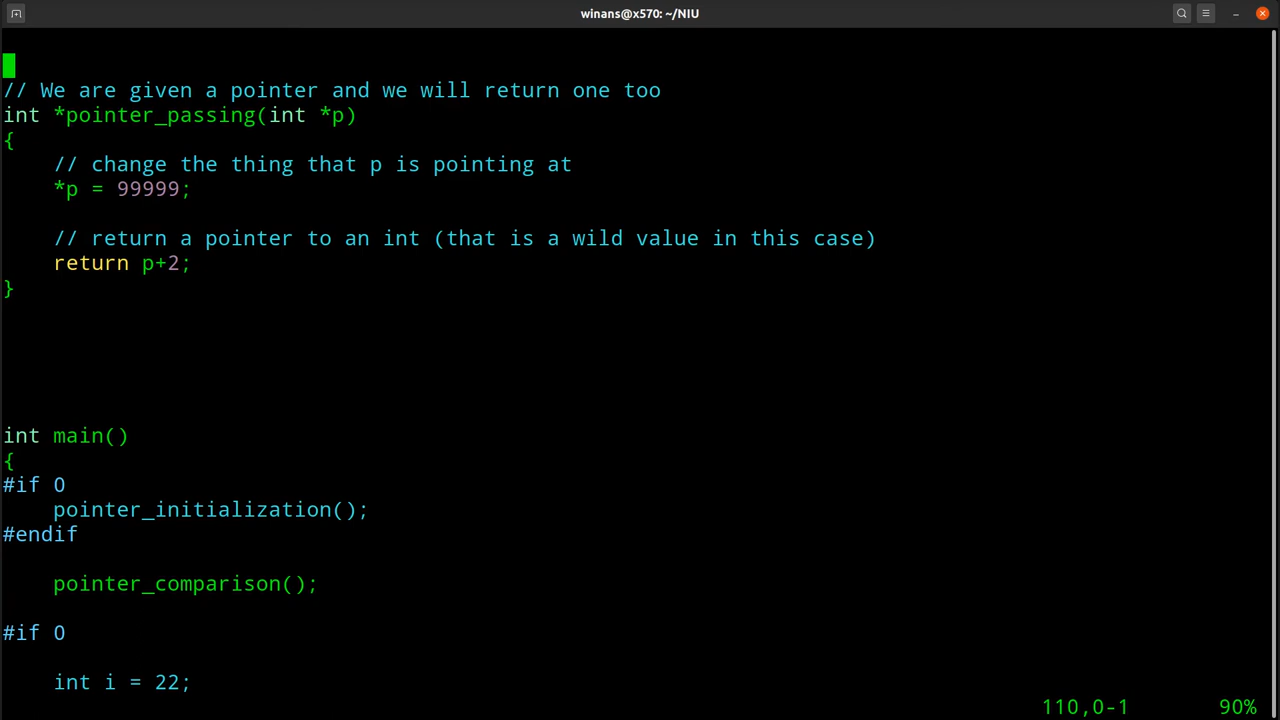 winans@x570: ~/NIU
// We are given a pointer and we will return one too
int *pointer_passing(int *p)
{
    // change the thing that p is pointing at
    *p = 99999;
    // return a pointer to an int (that is a wild value in this case)
    return p+2;
}
int main()
{
#if 0
    pointer_initialization();
#endif
    pointer_comparison();
#if 0
    int i = 22;
110,0-1 90%